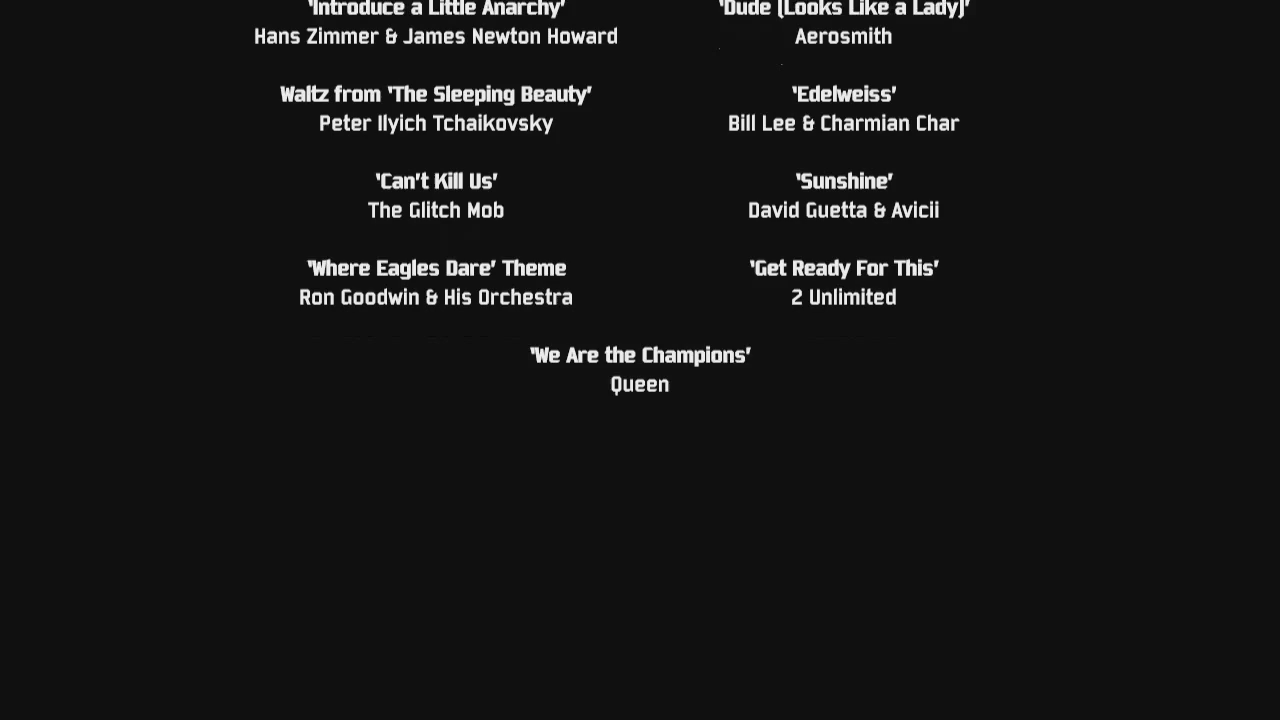 'Introduce a Little Anarchy'
Hans Zimmer & James Newton Howard
'Dude (Looks Like a Lady)'
Aerosmith
Waltz from 'The Sleeping Beauty'
Peter Ilyich Tchaikovsky
'Edelweiss'
Bill Lee & Charmian Char
'Can't Kill Us'
The Glitch Mob
'Sunshine'
David Guetta & Avicii
'Where Eagles Dare' Theme
Ron Goodwin & His Orchestra
'Get Ready For This'
2 Unlimited
'We Are the Champions'
Queen